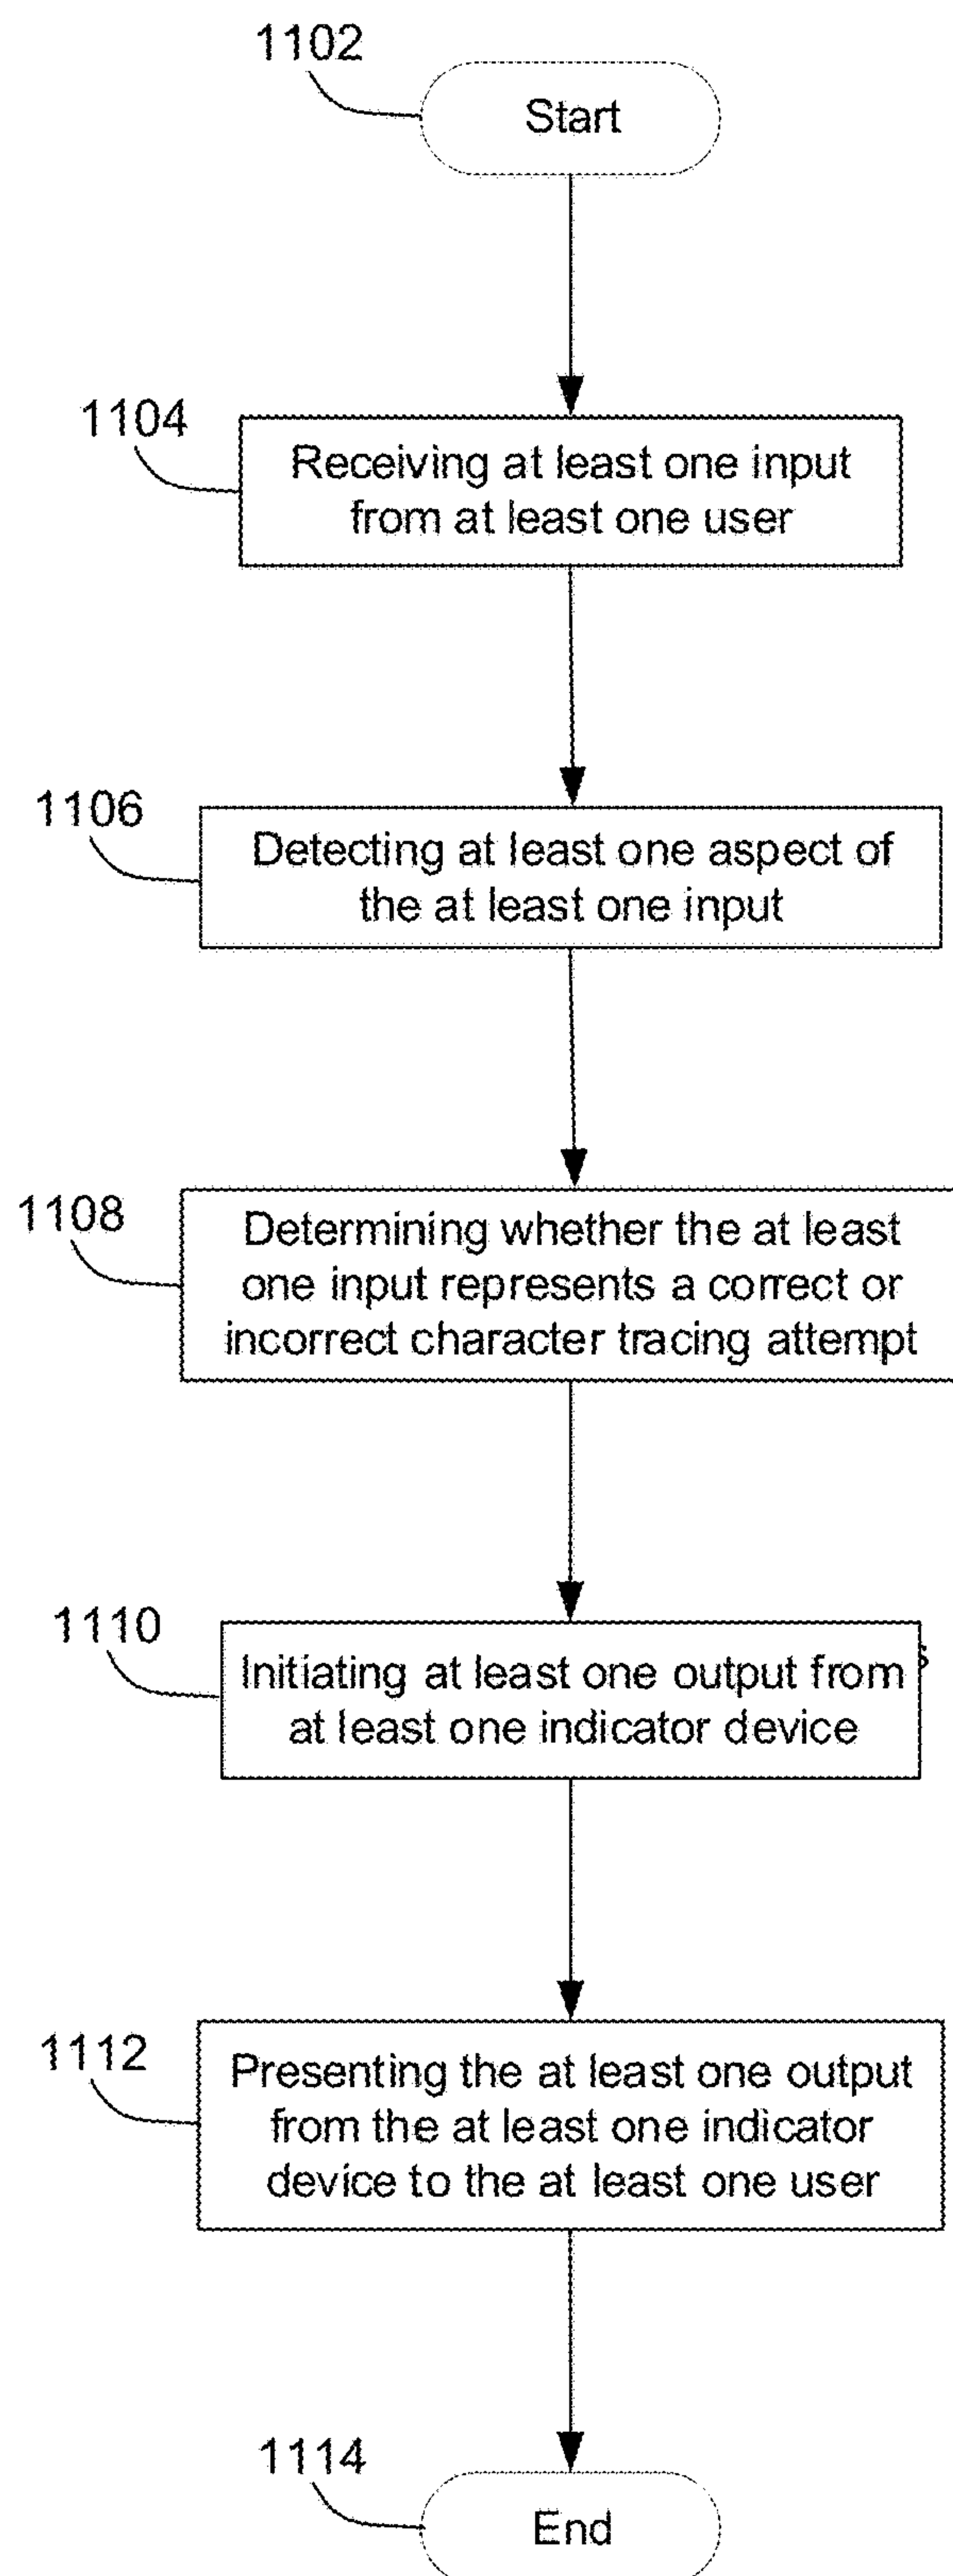 1102
Start
1104
Receiving at least one input
from at least one user
1106
Detecting at least one aspect of
the at least one input
1108
Determining whether the at least
one input represents a correct or
incorrect character tracing attempt
1110
Initiating at least one output from
at least one indicator device
1112
Presenting the at least one output
from the at least one indicator
device to the at least one user
1114
End